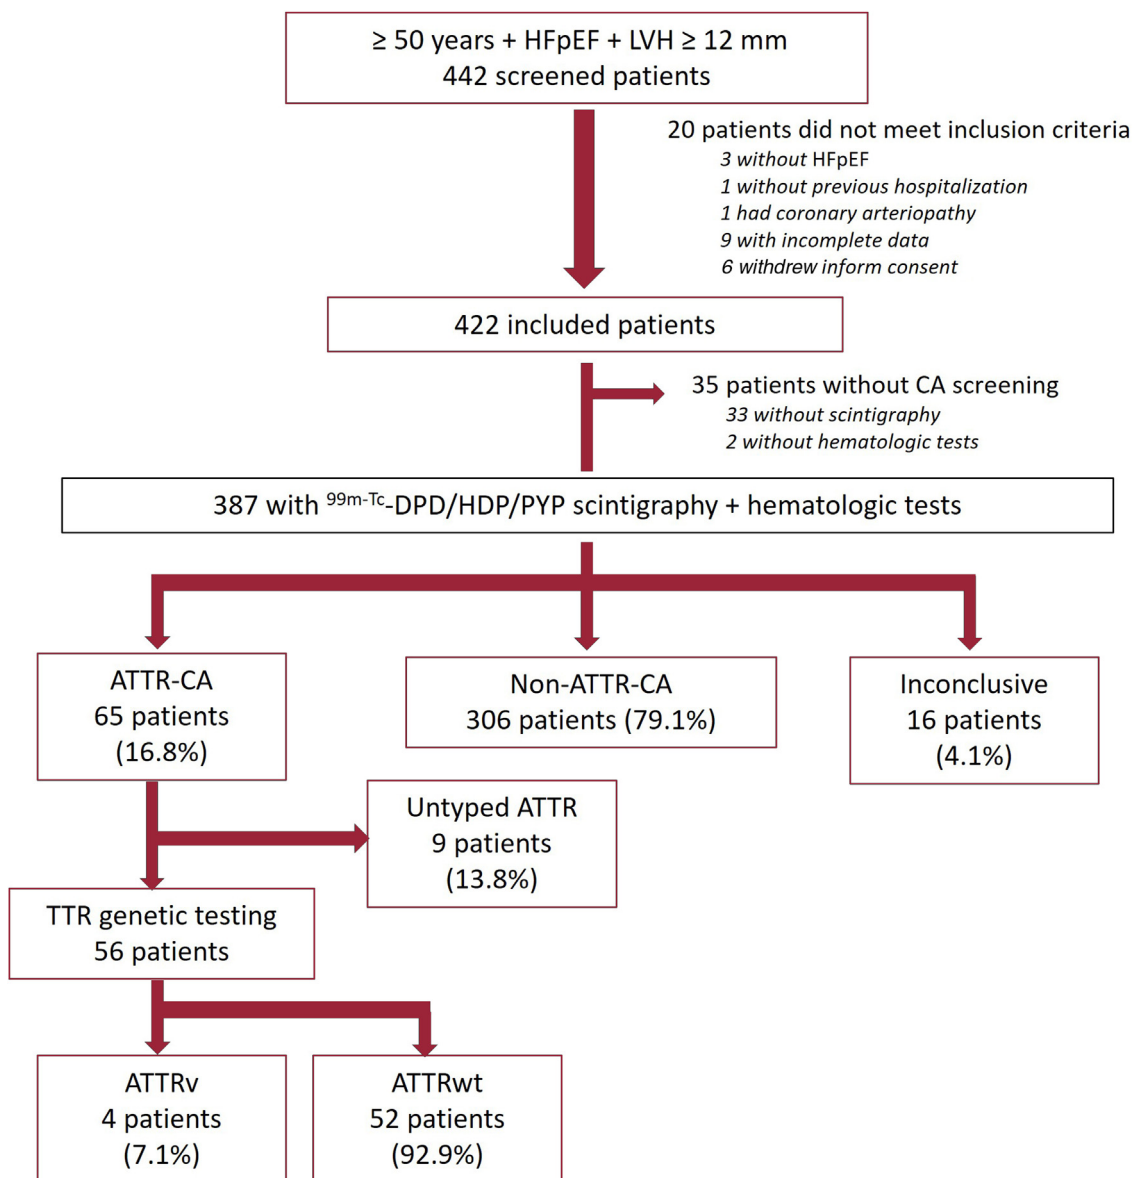 ≥ 50 years + HFpEF + LVH ≥ 12 mm
442 screened patients
20 patients did not meet inclusion criteria
3 without HFpEF
1 without previous hospitalization
1 had coronary arteriopathy
9 with incomplete data
6 withdrew inform consent
422 included patients
35 patients without CA screening
33 without scintigraphy
2 without hematologic tests
387 with 99m-Tc-DPD/HDP/PYP scintigraphy + hematologic tests
ATTR-CA
65 patients
(16.8%)
Non-ATTR-CA
306 patients (79.1%)
Inconclusive
16 patients
(4.1%)
Untyped ATTR
9 patients
(13.8%)
TTR genetic testing
56 patients
ATTRv
4 patients
(7.1%)
ATTRwt
52 patients
(92.9%)